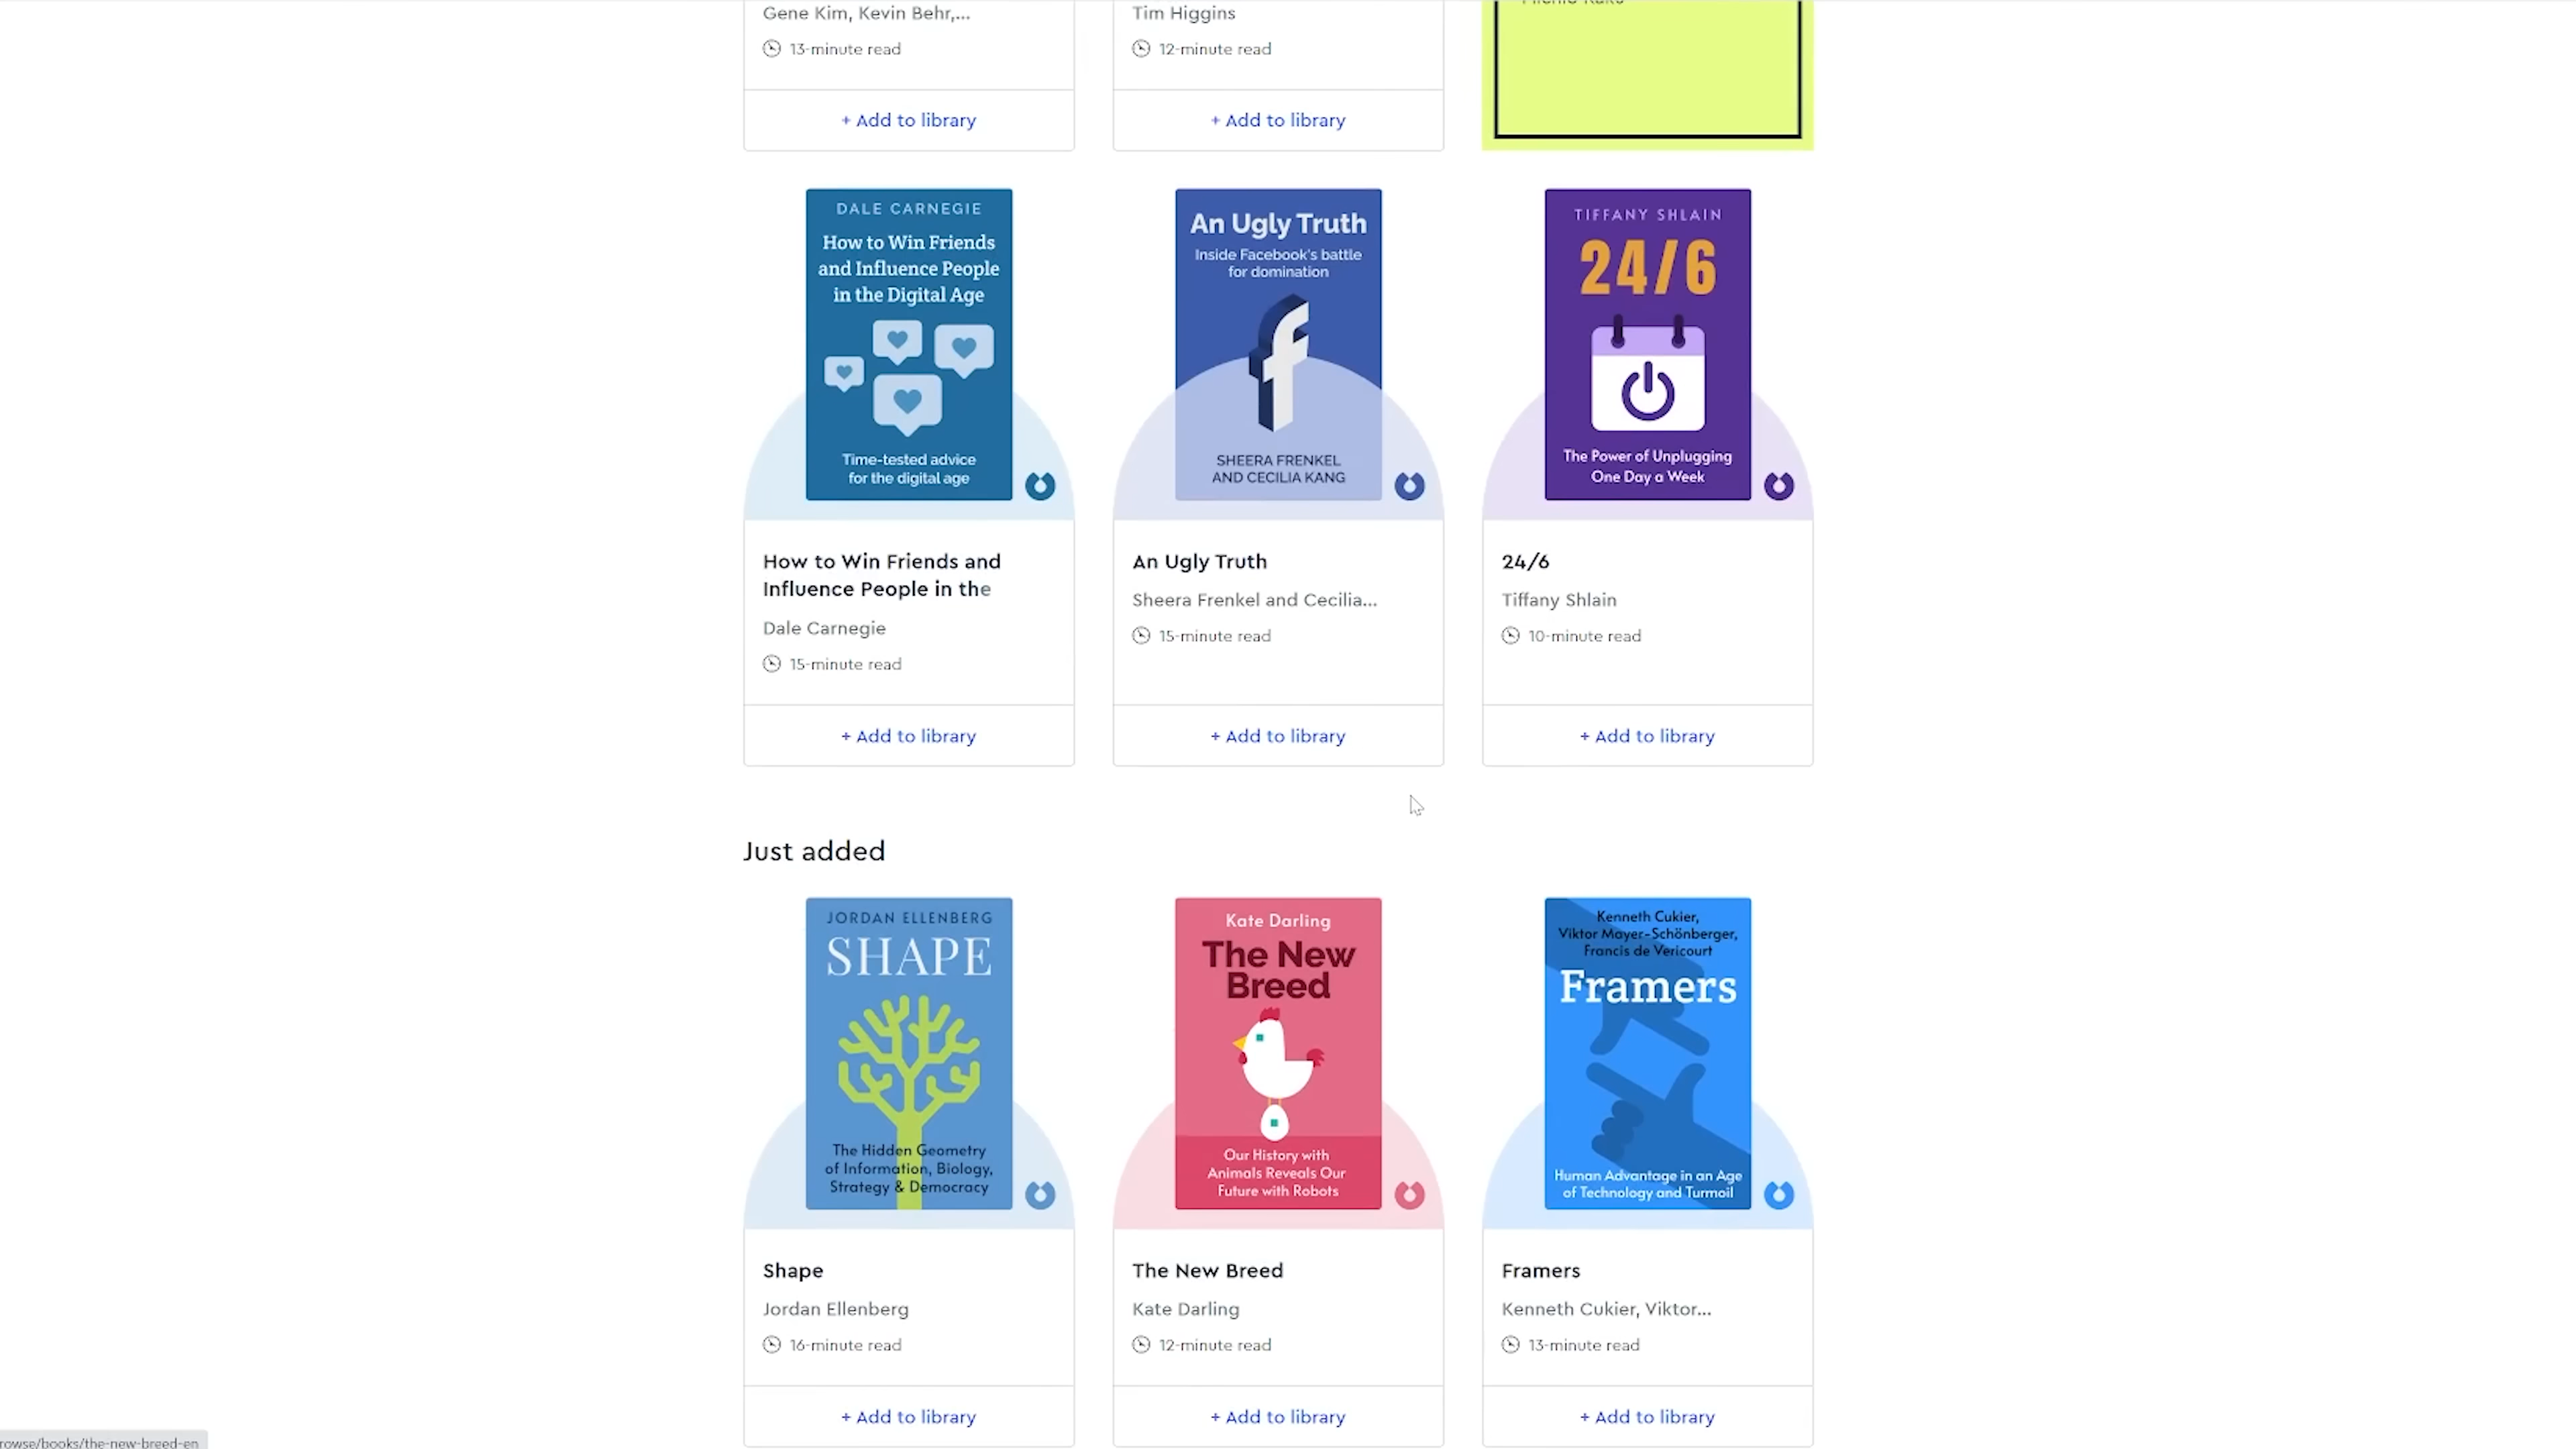 Gene Kim, Kevin Behr,...
13-minute read
+ Add to library
Tim Higgins
12-minute read
+ Add to library
DALE CARNEGIE
How to Win Friends
and Influence People
in the Digital Age
Time-tested advice
for the digital age
How to Win Friends and
Influence People in the
Dale Carnegie
15-minute read
+ Add to library
An Ugly Truth
Inside Facebook's battle
for domination
f
SHEERA FRENKEL
AND CECILIA KANG
An Ugly Truth
Sheera Frenkel and Cecilia...
15-minute read
+ Add to library
TIFFANY SHLAIN
24/6
The Power of Unplugging
One Day a Week
24/6
Tiffany Shlain
10-minute read
+ Add to library
Just added
JORDAN ELLENBERG
SHAPE
The Hidden Geometry
of Information, Biology,
Strategy & Democracy
Shape
Jordan Ellenberg
16-minute read
+ Add to library
Kate Darling
The New
Breed
Our History with
Animals Reveals Our
Future with Robots
The New Breed
Kate Darling
12-minute read
+ Add to library
Kenneth Cukier,
Viktor Mayer-Schönberger,
Francis de Vericourt
Framers
Human Advantage in an Age
of Technology and Turmoil
Framers
Kenneth Cukier, Viktor...
13-minute read
+ Add to library
rowse/books/the-new-breed-en